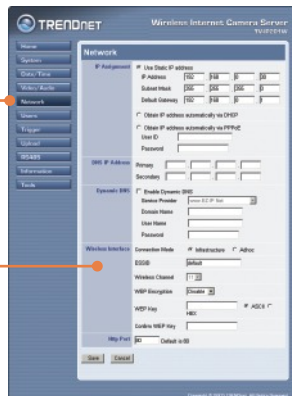 TRENDNET
Wireless Internet Camera Server
Home
System
Date/Time
Video/Audio
Network
Users
Trigger
Upload
RS485
Information
Tools
Network
IP Assignment
Use Static IP address
IP Address 192 168 0 30
Subnet Mask 255 255 255 0
Default Gateway 192 168 0 1
Obtain IP address automatically via DHCP
Obtain IP address automatically via PPPoE
User ID
Password
DNS IP Address Primary
Secondary
Dynamic DNS Enable Dynamic DNS
Service Provider
Domain Name
User Name
Password
Wireless Interface Connection Mode Infrastructure Adhoc
ESSID default
Wireless Channel 11
WEP Encryption Disable
WEP Key ASCII
HEX
Confirm WEP Key
Http Port 80 Default is 80
Save Cancel